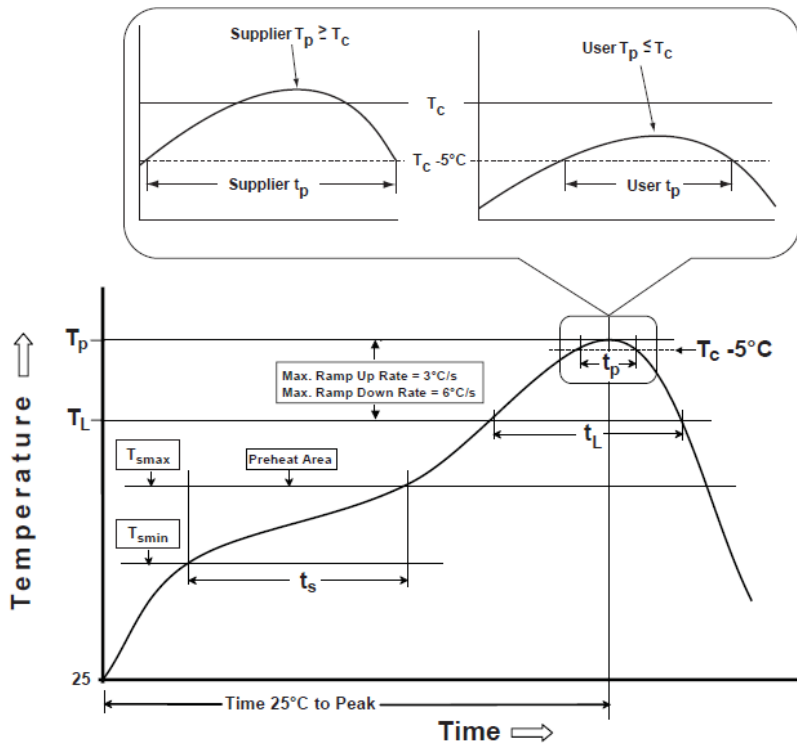 Supplier Tp ≥ Tc
User Tp ≤ Tc
Tc
Tc -5°C
Supplier tp
User tp
Tp
Tc -5°C
tp
Max. Ramp Up Rate = 3°C/s
Max. Ramp Down Rate = 6°C/s
TL
tL
Tsmax
Preheat Area
Tsmin
ts
Temperature
25
Time 25°C to Peak
Time